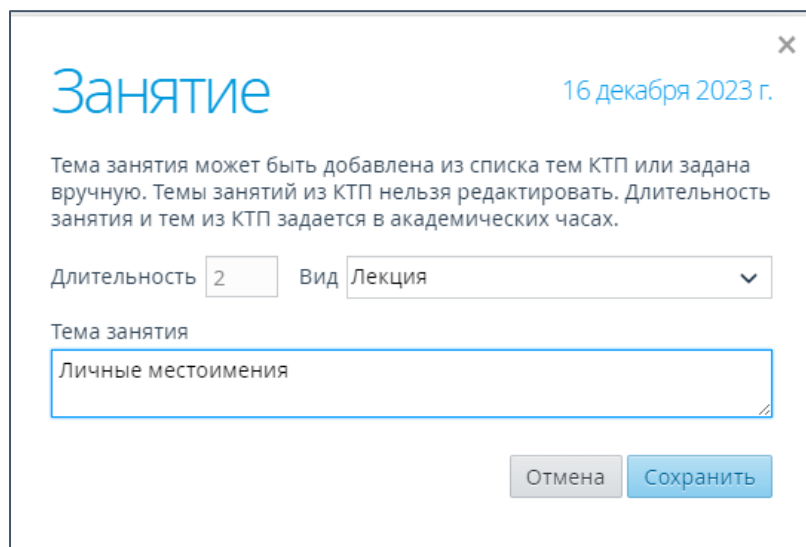 Занятие
16 декабря 2023 г.
Тема занятия может быть добавлена из списка тем КТП или задана
вручную. Темы занятий из КТП нельзя редактировать. Длительность
занятия и тем из КТП задается в академических часах.
Длительность 2 Вид Лекция
Тема занятия
Личные местоимения
Отмена Сохранить